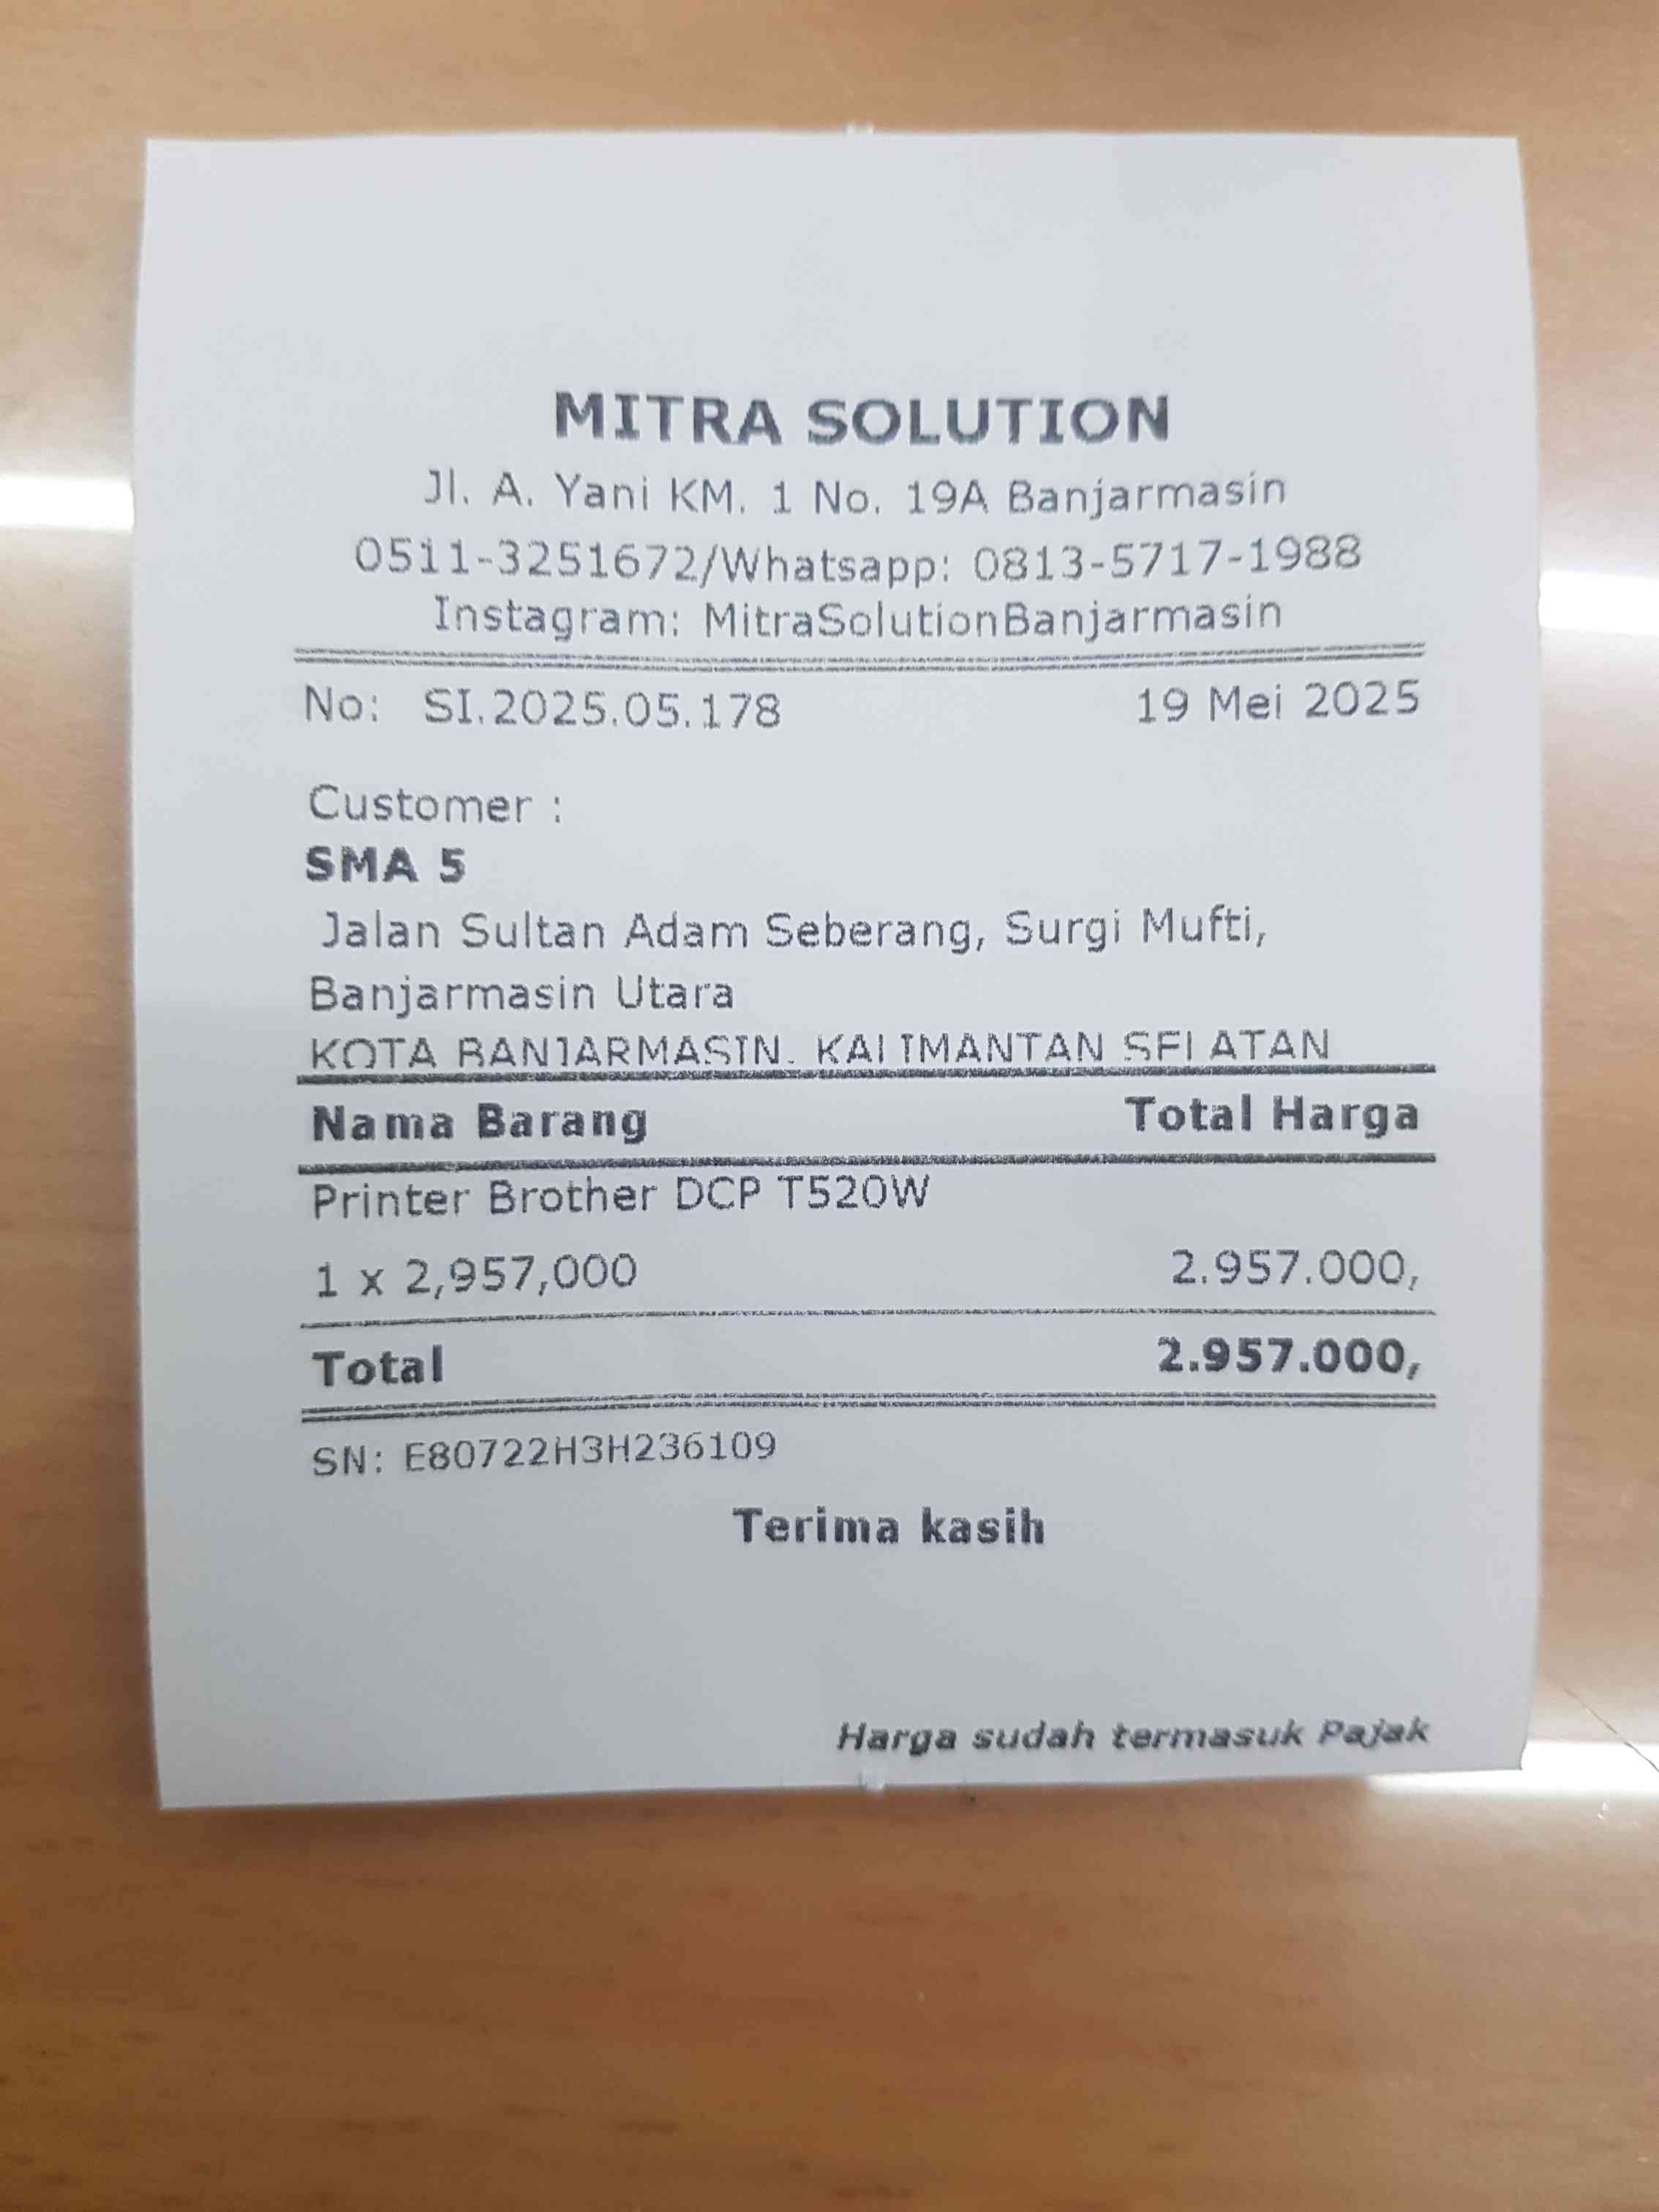 MITRA SOLUTION
Jl. A. Yani KM. 1 No. 19A Banjarmasin
0511-3251672/Whatsapp: 0813-5717-1988
Instagram: MitraSolutionBanjarmasin
No: SI.2025.05.178 19 Mei 2025
Customer :
SMA 5
Jalan Sultan Adam Seberang, Surgi Mufti,
Banjarmasin Utara
KOTA BANJARMASIN. KALIMANTAN SELATAN
Nama Barang Total Harga
Printer Brother DCP T520W
1 x 2,957,000 2.957.000,
Total 2.957.000,
SN: E80722H3H236109
Terima kasih
Harga sudah termasuk Pajak